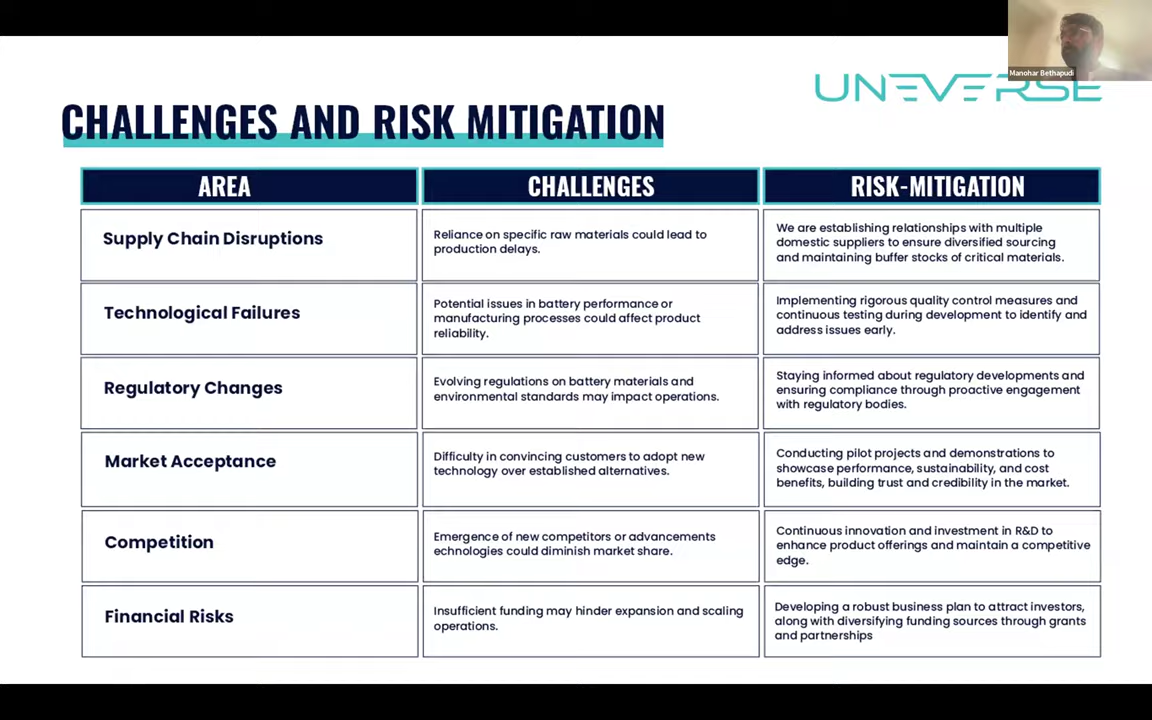 Manohar Bethapudi
UNEVERSE
CHALLENGES AND RISK MITIGATION
AREA
CHALLENGES
RISK-MITIGATION
Supply Chain Disruptions
Reliance on specific raw materials could lead to
production delays.
We are establishing relationships with multiple
domestic suppliers to ensure diversified sourcing
and maintaining buffer stocks of critical materials.
Technological Failures
Potential issues in battery performance or
manufacturing processes could affect product
reliability.
Implementing rigorous quality control measures and
continuous testing during development to identify and
address issues early.
Regulatory Changes
Evolving regulations on battery materials and
environmental standards may impact operations.
Staying informed about regulatory developments and
ensuring compliance through proactive engagement
with regulatory bodies.
Market Acceptance
Difficulty in convincing customers to adopt new
technology over established alternatives.
Conducting pilot projects and demonstrations to
showcase performance, sustainability, and cost
benefits, building trust and credibility in the market.
Competition
Emergence of new competitors or advancements
echnologies could diminish market share.
Continuous innovation and investment in R&D to
enhance product offerings and maintain a competitive
edge.
Financial Risks
Insufficient funding may hinder expansion and scaling
operations.
Developing a robust business plan to attract investors,
along with diversifying funding sources through grants
and partnerships